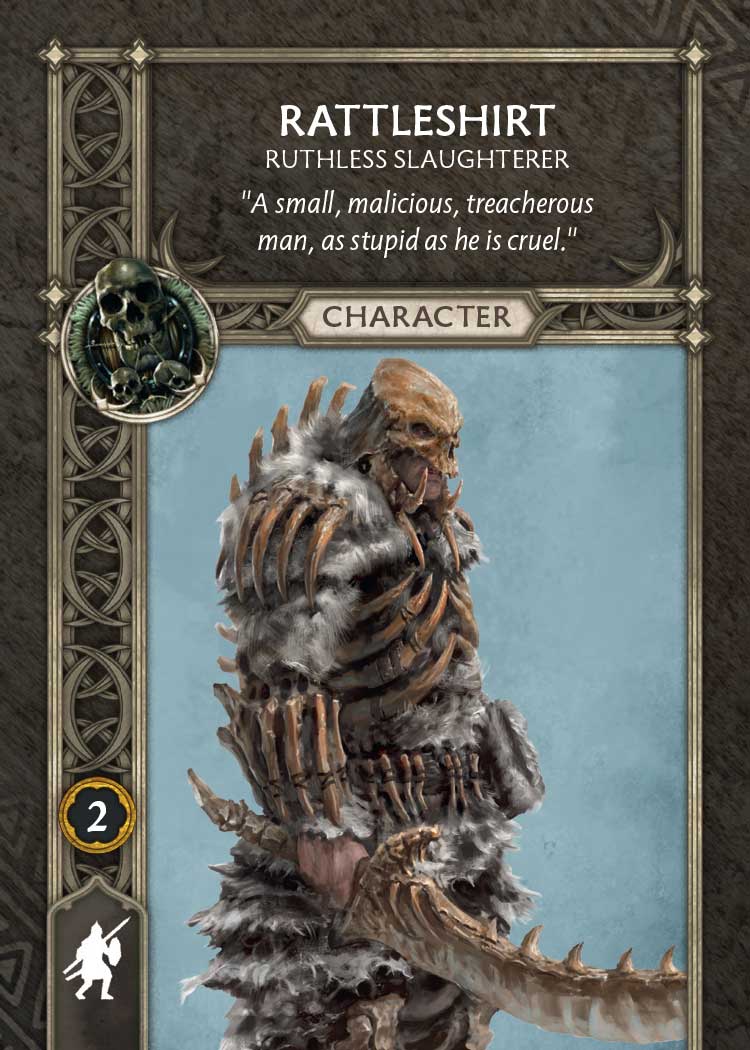 RATTLESHIRT
RUTHLESS SLAUGHTERER
"A small, malicious, treacherous
man, as stupid as he is cruel."
CHARACTER
2